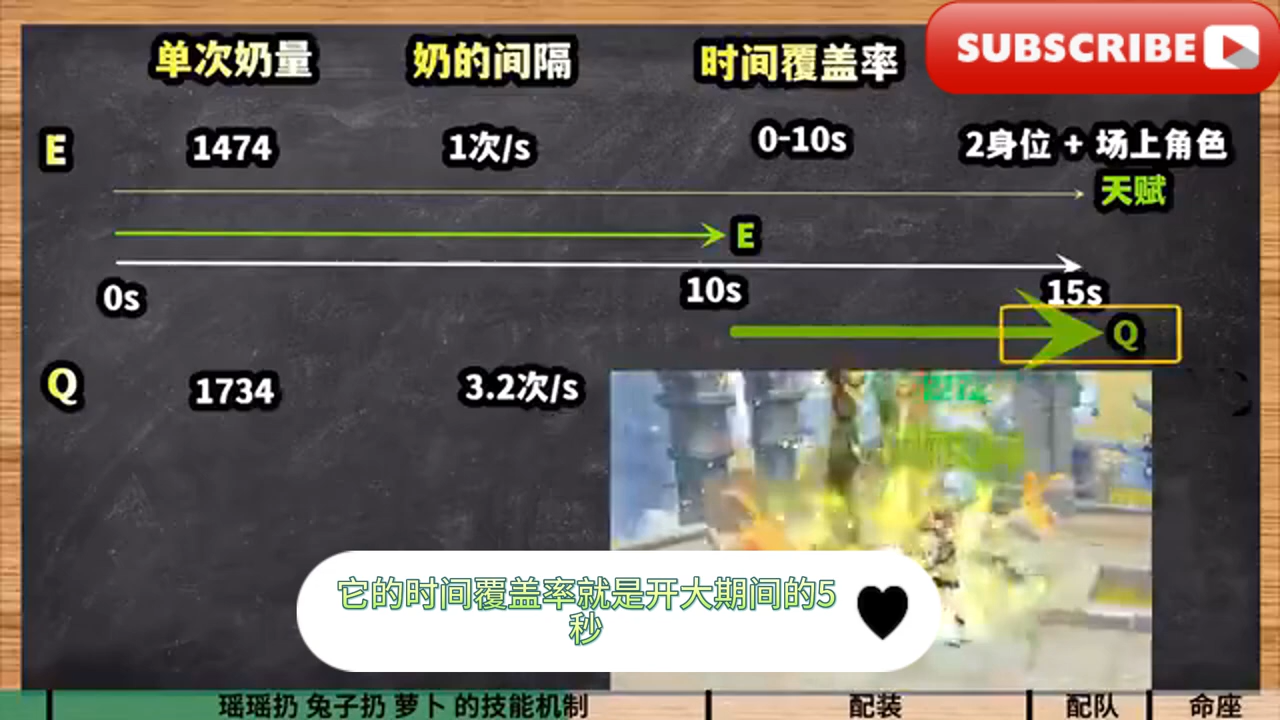 单次奶量 奶的间隔 时间覆盖率 SUBSCRIBE
E 1474 1次/s 0-10s 2身位 + 场上角色
天赋
E
0s 10s 15s
Q
Q 1734 3.2次/s
它的时间覆盖率就是开大期间的5
秒
瑶瑶扔 兔子扔 萝卜 的技能机制 配装 配队 命座